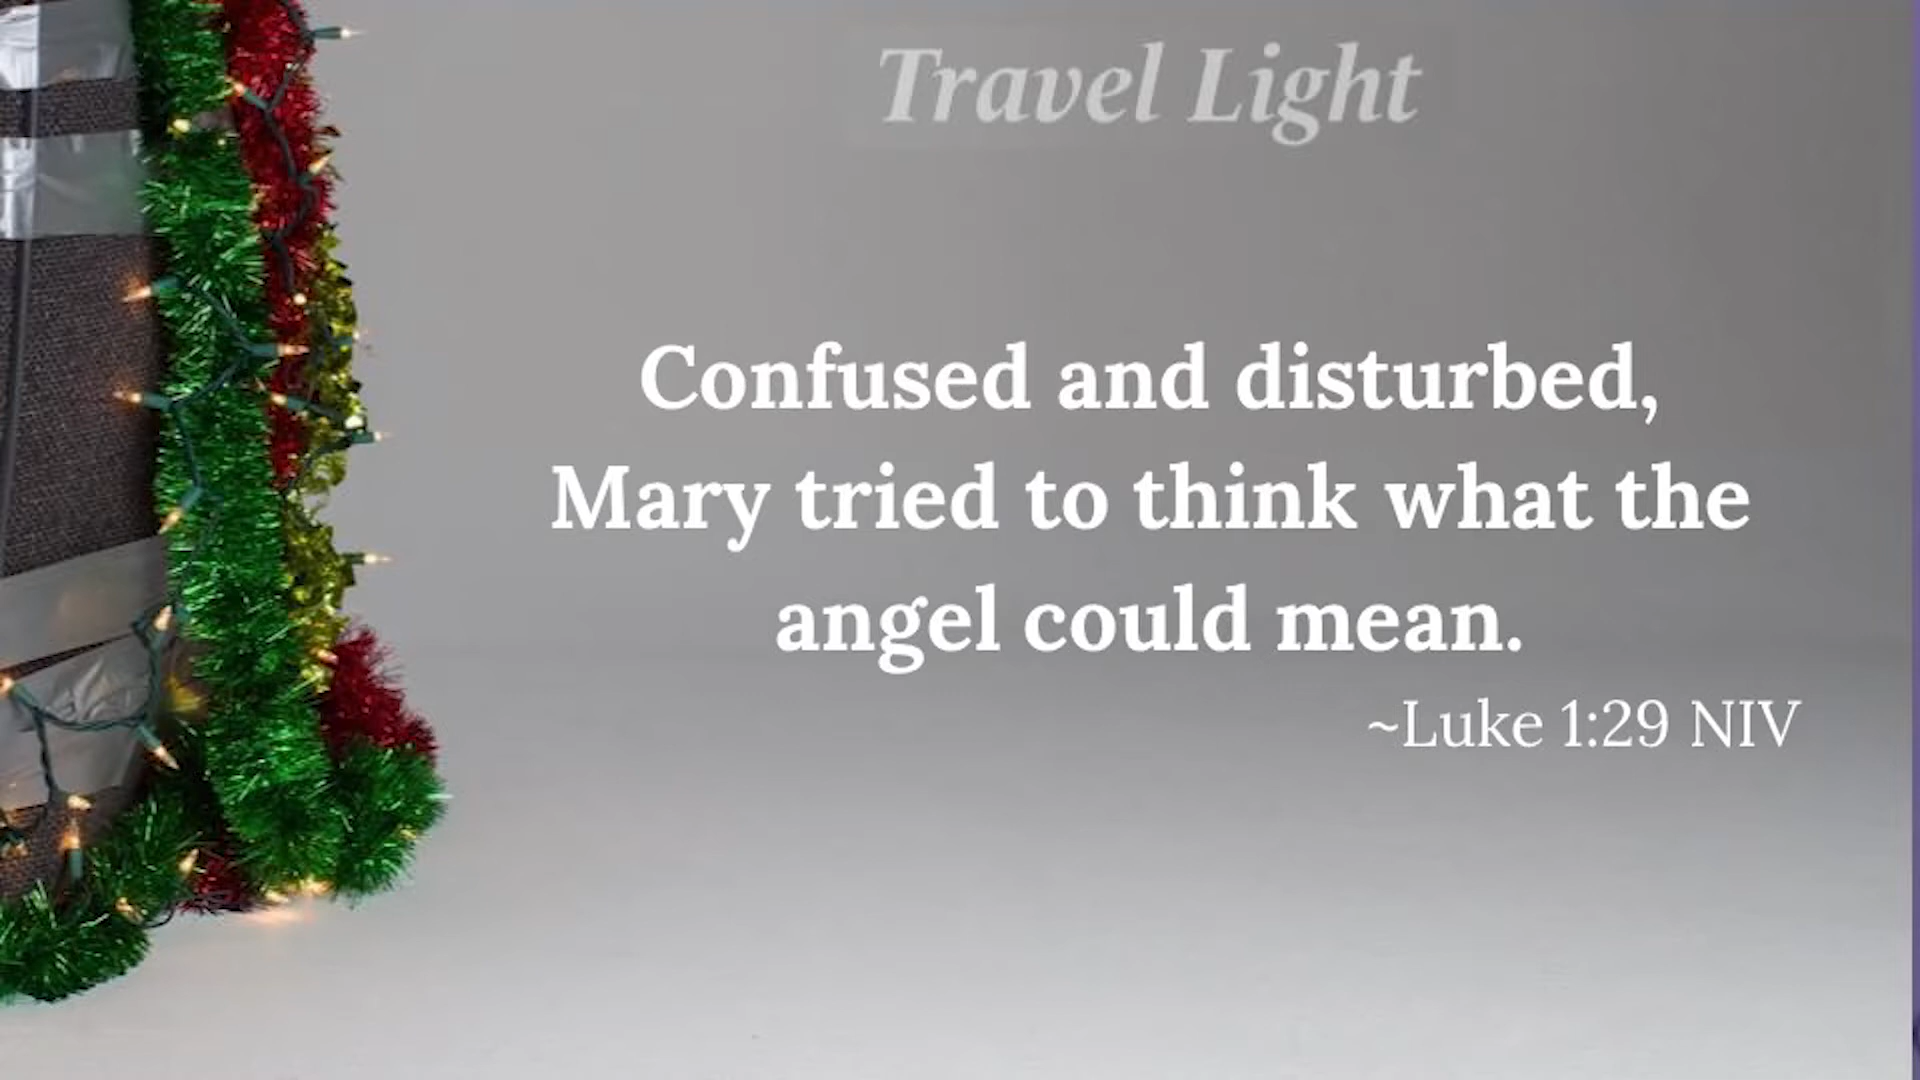 Travel Light
Confused and disturbed,
Mary tried to think what the
angel could mean.
~Luke 1:29 NIV